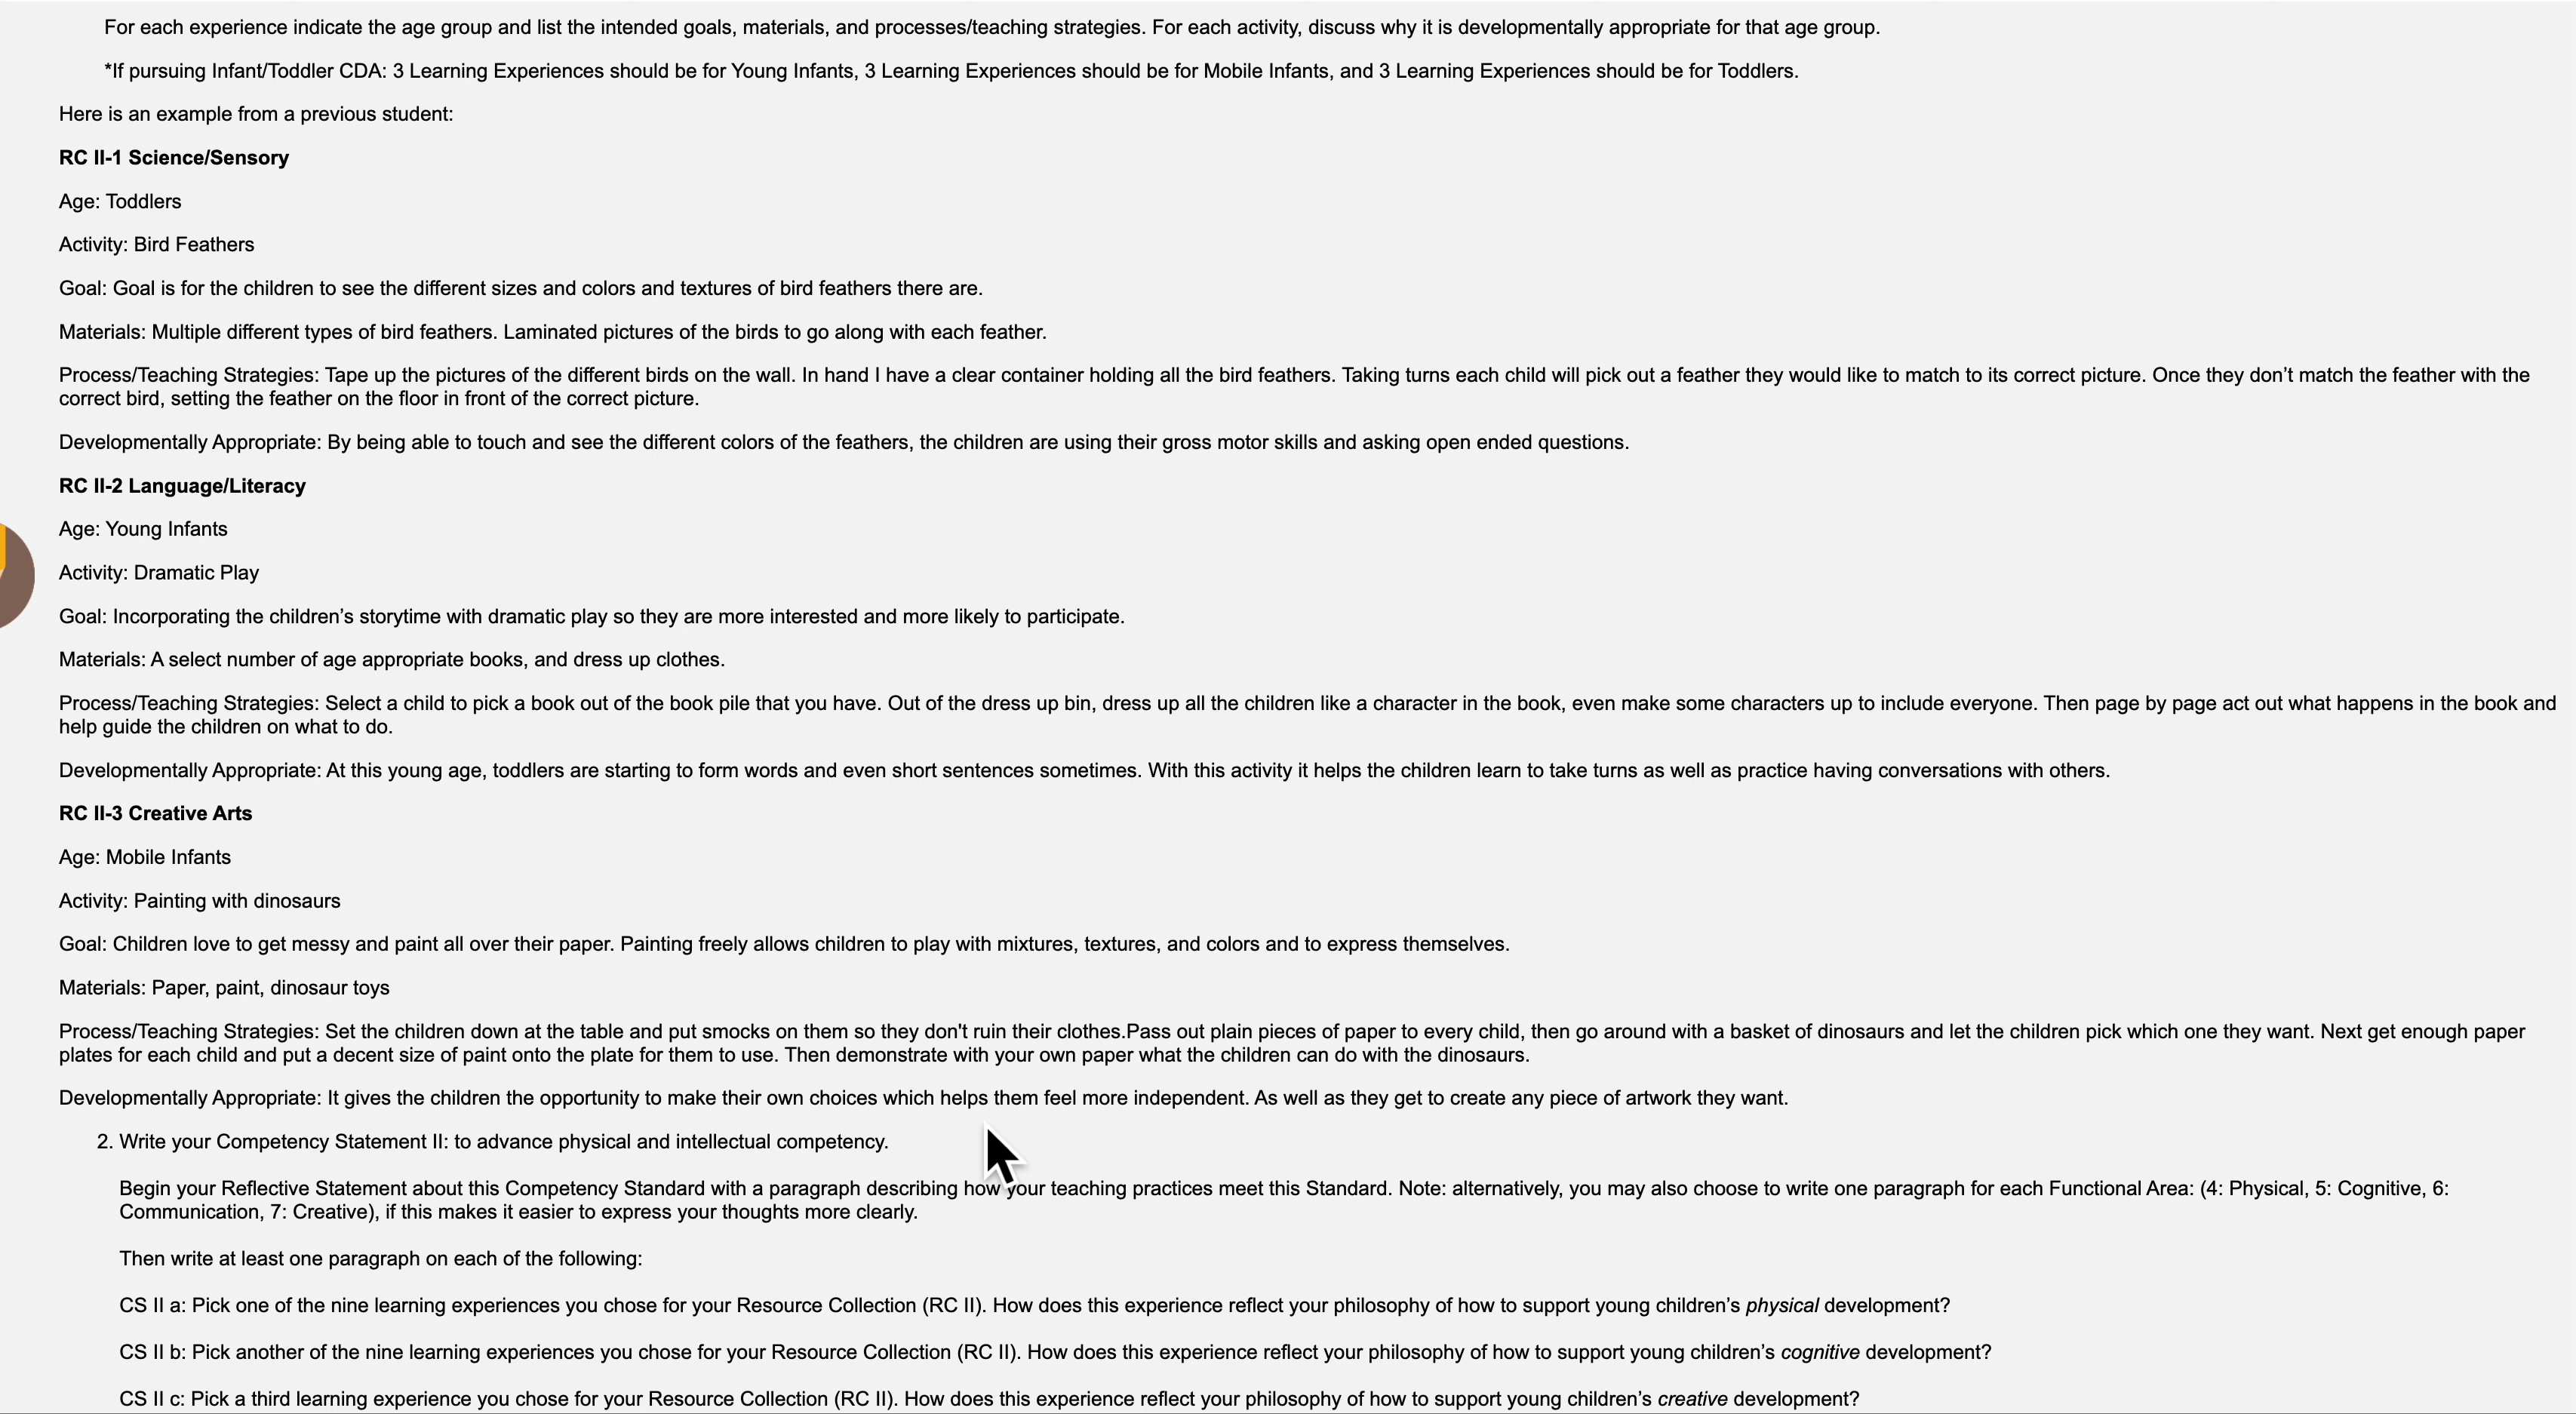 For each experience indicate the age group and list the intended goals, materials, and processes/teaching strategies. For each activity, discuss why it is developmentally appropriate for that age group.
*If pursuing Infant/Toddler CDA: 3 Learning Experiences should be for Young Infants, 3 Learning Experiences should be for Mobile Infants, and 3 Learning Experiences should be for Toddlers.
Here is an example from a previous student:
RC II-1 Science/Sensory
Age: Toddlers
Activity: Bird Feathers
Goal: Goal is for the children to see the different sizes and colors and textures of bird feathers there are.
Materials: Multiple different types of bird feathers. Laminated pictures of the birds to go along with each feather.
Process/Teaching Strategies: Tape up the pictures of the different birds on the wall. In hand I have a clear container holding all the bird feathers. Taking turns each child will pick out a feather they would like to match to its correct picture. Once they don’t match the feather with the
correct bird, setting the feather on the floor in front of the correct picture.
Developmentally Appropriate: By being able to touch and see the different colors of the feathers, the children are using their gross motor skills and asking open ended questions.
RC II-2 Language/Literacy
Age: Young Infants
Activity: Dramatic Play
Goal: Incorporating the children’s storytime with dramatic play so they are more interested and more likely to participate.
Materials: A select number of age appropriate books, and dress up clothes.
Process/Teaching Strategies: Select a child to pick a book out of the book pile that you have. Out of the dress up bin, dress up all the children like a character in the book, even make some characters up to include everyone. Then page by page act out what happens in the book and
help guide the children on what to do.
Developmentally Appropriate: At this young age, toddlers are starting to form words and even short sentences sometimes. With this activity it helps the children learn to take turns as well as practice having conversations with others.
RC II-3 Creative Arts
Age: Mobile Infants
Activity: Painting with dinosaurs
Goal: Children love to get messy and paint all over their paper. Painting freely allows children to play with mixtures, textures, and colors and to express themselves.
Materials: Paper, paint, dinosaur toys
Process/Teaching Strategies: Set the children down at the table and put smocks on them so they don't ruin their clothes.Pass out plain pieces of paper to every child, then go around with a basket of dinosaurs and let the children pick which one they want. Next get enough paper
plates for each child and put a decent size of paint onto the plate for them to use. Then demonstrate with your own paper what the children can do with the dinosaurs.
Developmentally Appropriate: It gives the children the opportunity to make their own choices which helps them feel more independent. As well as they get to create any piece of artwork they want.
2. Write your Competency Statement II: to advance physical and intellectual competency.
Begin your Reflective Statement about this Competency Standard with a paragraph describing how your teaching practices meet this Standard. Note: alternatively, you may also choose to write one paragraph for each Functional Area: (4: Physical, 5: Cognitive, 6:
Communication, 7: Creative), if this makes it easier to express your thoughts more clearly.
Then write at least one paragraph on each of the following:
CS II a: Pick one of the nine learning experiences you chose for your Resource Collection (RC II). How does this experience reflect your philosophy of how to support young children’s physical development?
CS II b: Pick another of the nine learning experiences you chose for your Resource Collection (RC II). How does this experience reflect your philosophy of how to support young children’s cognitive development?
CS II c: Pick a third learning experience you chose for your Resource Collection (RC II). How does this experience reflect your philosophy of how to support young children’s creative development?